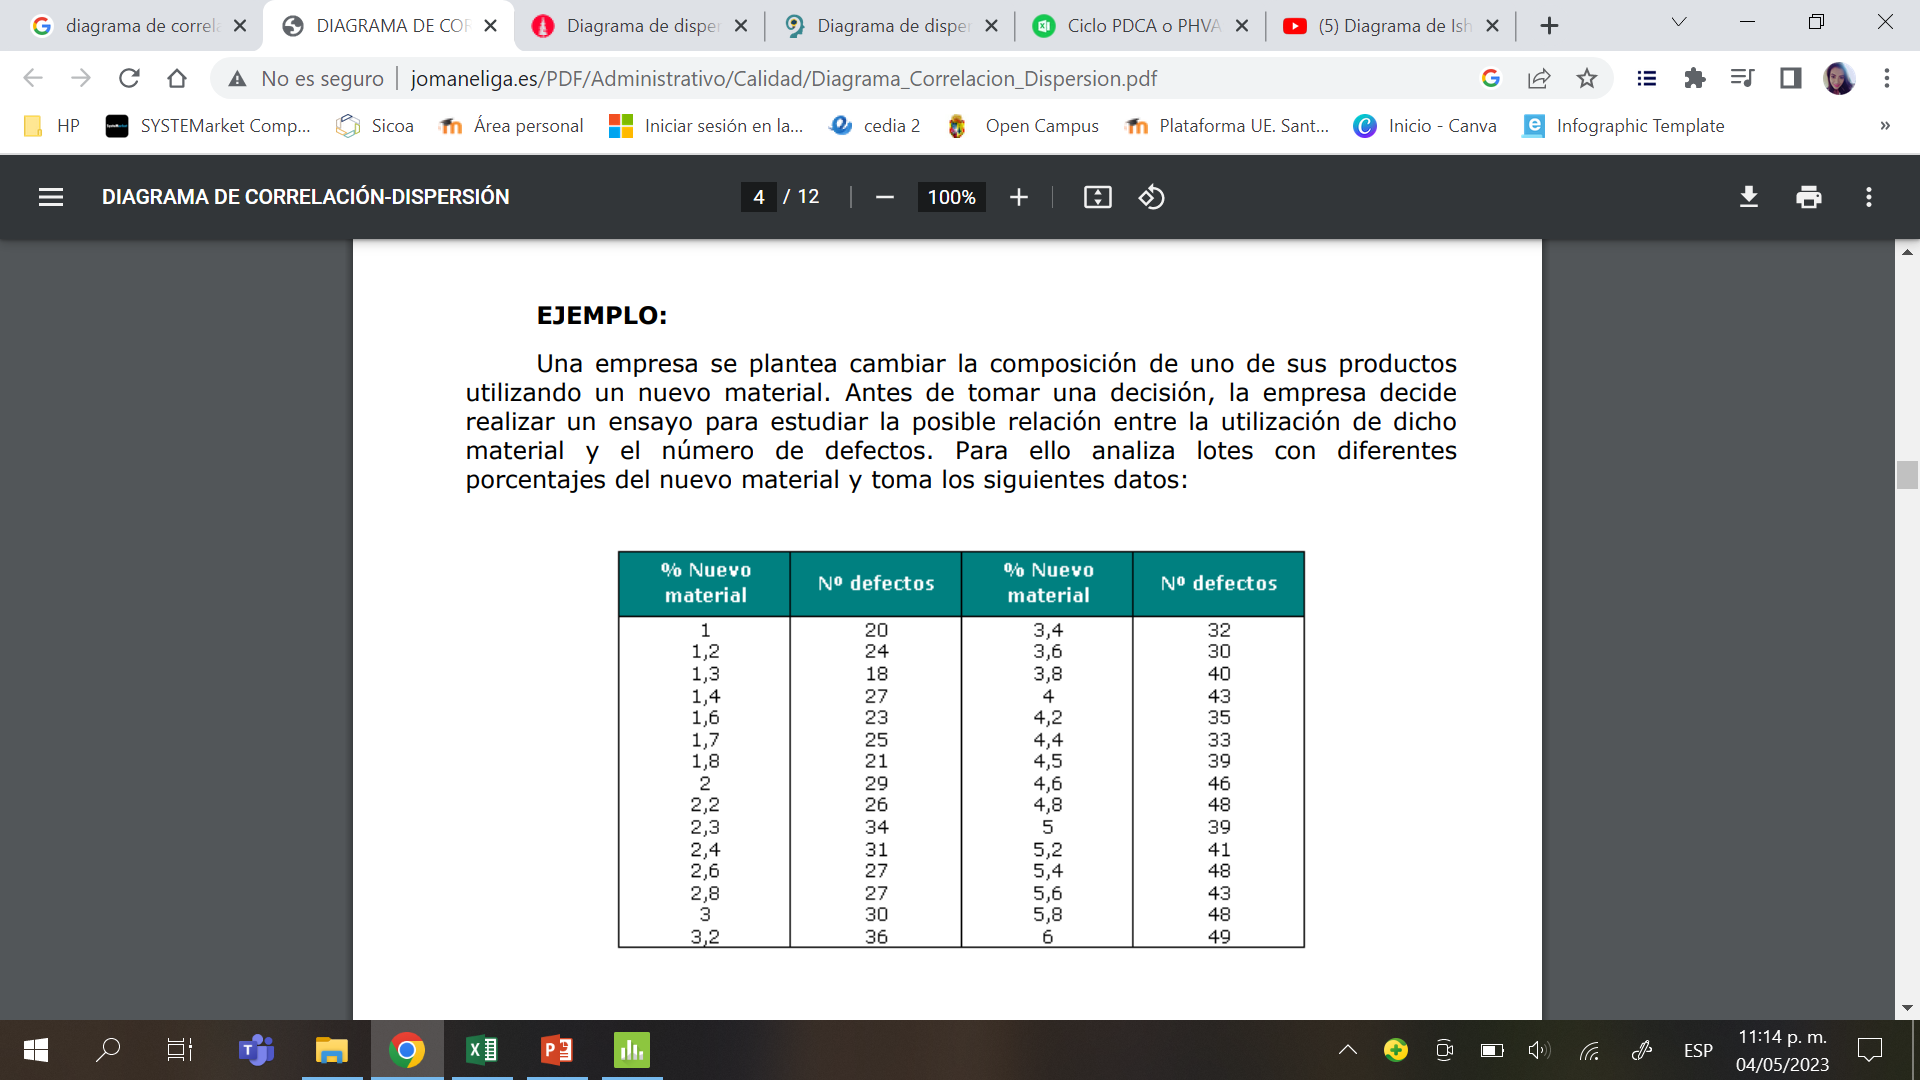 diagrama de correla
DIAGRAMA DE COR
Diagrama de disper
Diagrama de disper
Ciclo PDCA o PHVA
(5) Diagrama de Ish
No es seguro
jomaneliga.es/PDF/Administrativo/Calidad/Diagrama_Correlacion_Dispersion.pdf
HP
SYSTEMarket Comp...
Sicoa
Área personal
Iniciar sesión en la...
cedia 2
Open Campus
Plataforma UE. Sant...
Inicio - Canva
Infographic Template
»
DIAGRAMA DE CORRELACIÓN-DISPERSIÓN
4 / 12
100%
EJEMPLO:
Una empresa se plantea cambiar la composición de uno de sus productos
utilizando un nuevo material. Antes de tomar una decisión, la empresa decide
realizar un ensayo para estudiar la posible relación entre la utilización de dicho
material y el número de defectos. Para ello analiza lotes con diferentes
porcentajes del nuevo material y toma los siguientes datos:
% Nuevo material Nº defectos % Nuevo material Nº defectos
1 20 3,4 32
1,2 24 3,6 30
1,3 18 3,8 40
1,4 27 4 43
1,6 23 4,2 35
1,7 25 4,4 33
1,8 21 4,5 39
2 29 4,6 46
2,2 26 4,8 48
2,3 34 5 39
2,4 31 5,2 41
2,6 27 5,4 48
2,8 27 5,6 43
3 30 5,8 48
3,2 36 6 49
ESP
11:14 p. m.
04/05/2023